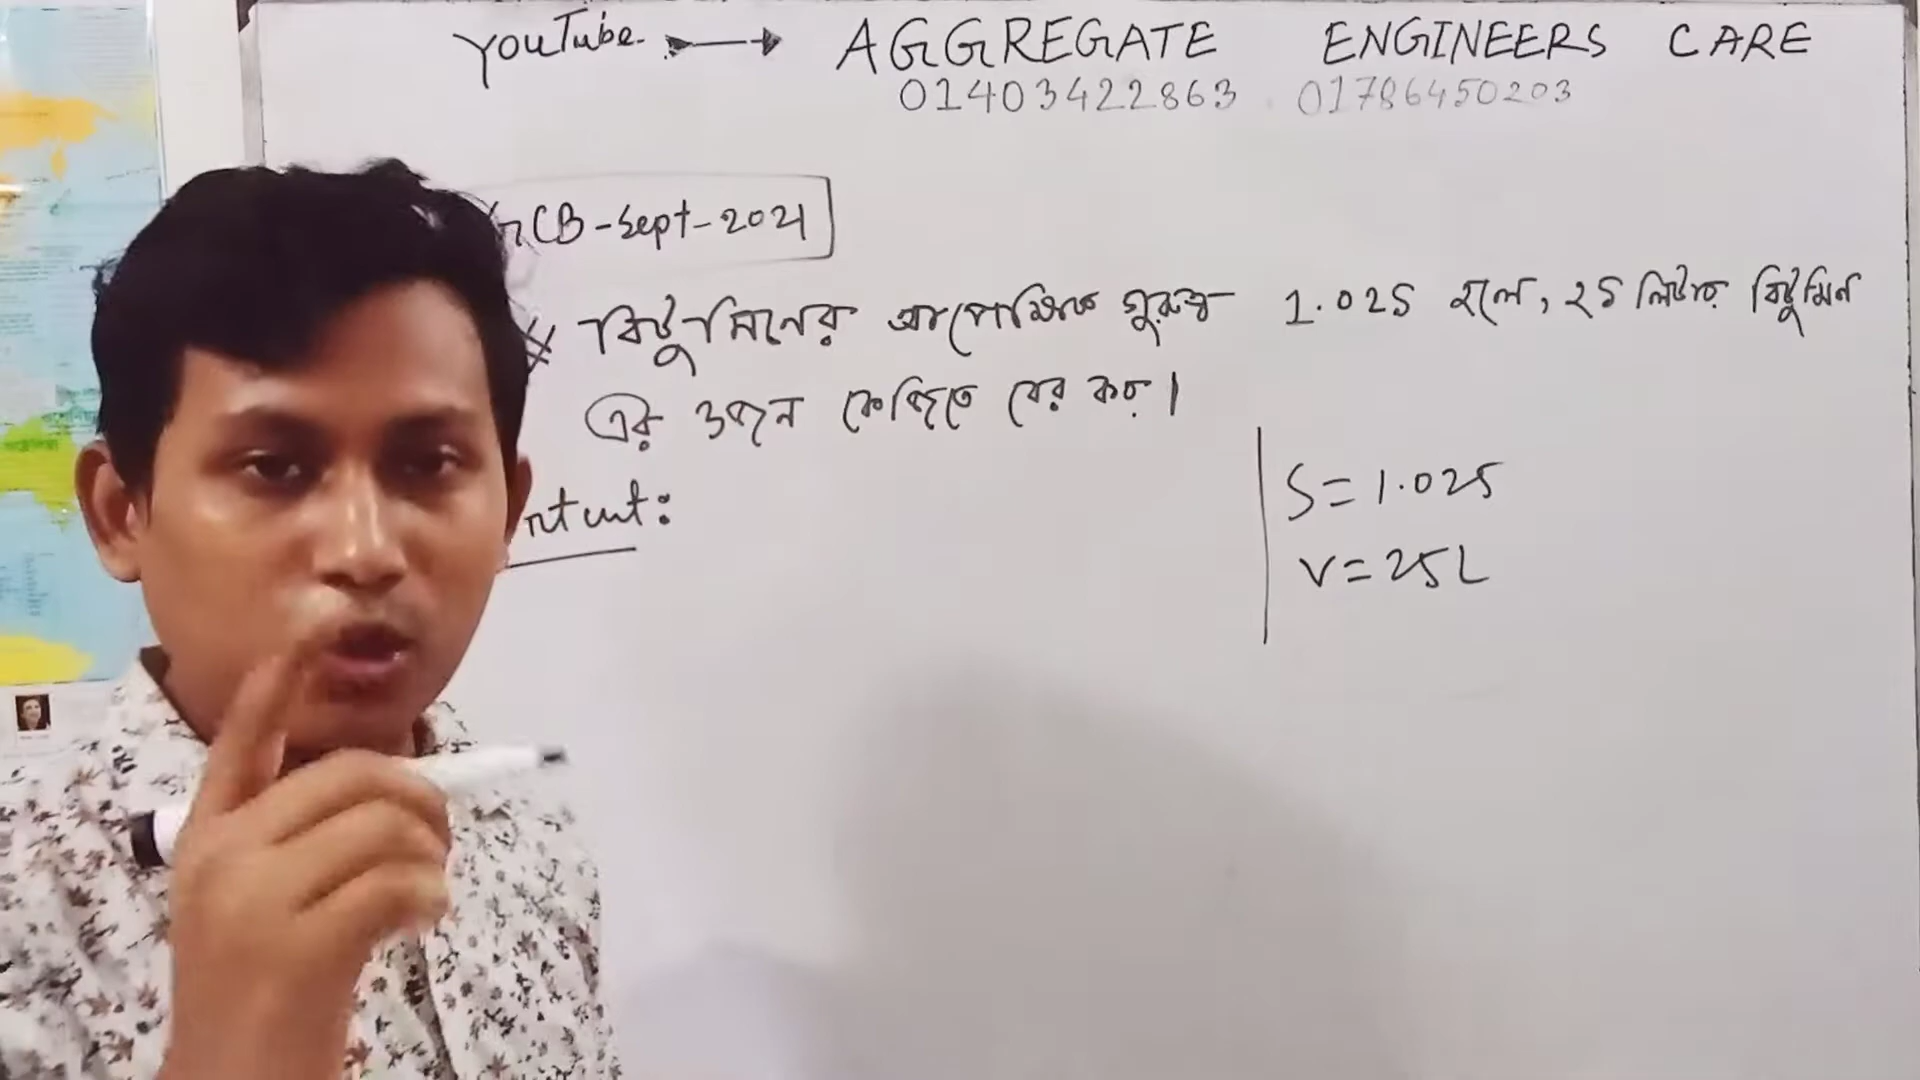 YouTube → AGGREGATE ENGINEERS CARE
01403422863 01786450203
CB-Sept-2021
বিটুমিনের আপেক্ষিক গুরুত্ব 1.025 হলে, ২৫ লিটার বিটুমিন
এর ওজন কেজিতে বের কর।
S = 1.025
V = 25L